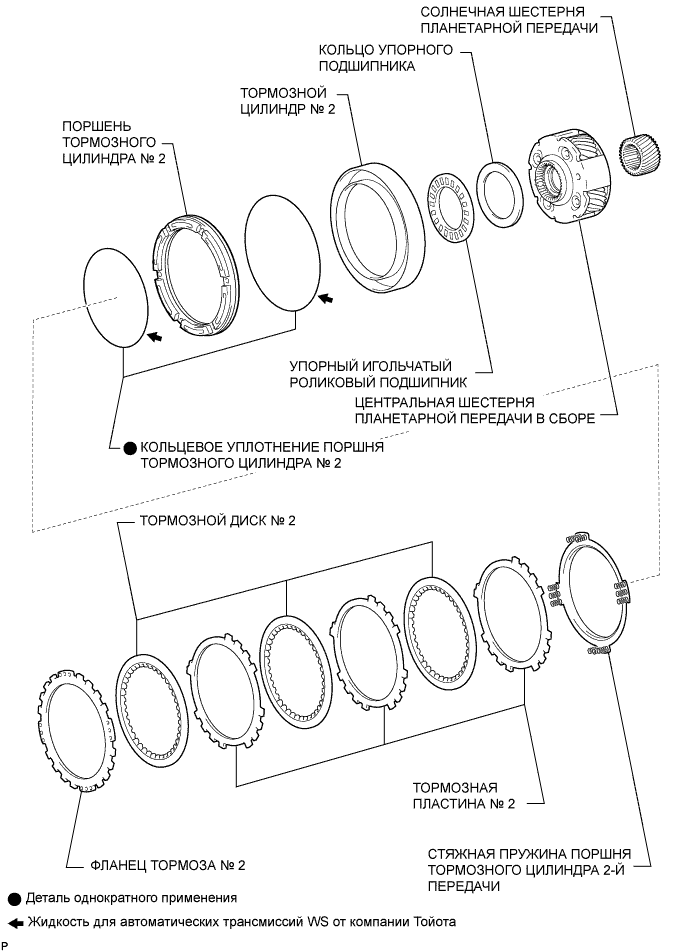 СОЛНЕЧНАЯ ШЕСТЕРНЯ
ПЛАНЕТАРНОЙ ПЕРЕДАЧИ
КОЛЬЦО УПОРНОГО
ПОДШИПНИКА
ТОРМОЗНОЙ
ЦИЛИНДР № 2
ПОРШЕНЬ
ТОРМОЗНОГО
ЦИЛИНДРА № 2
УПОРНЫЙ ИГОЛЬЧАТЫЙ
РОЛИКОВЫЙ ПОДШИПНИК
ЦЕНТРАЛЬНАЯ ШЕСТЕРНЯ
ПЛАНЕТАРНОЙ ПЕРЕДАЧИ В СБОРЕ
КОЛЬЦЕВОЕ УПЛОТНЕНИЕ ПОРШНЯ
ТОРМОЗНОГО ЦИЛИНДРА № 2
ТОРМОЗНОЙ ДИСК № 2
ТОРМОЗНАЯ
ПЛАСТИНА № 2
ФЛАНЕЦ ТОРМОЗА № 2
СТЯЖНАЯ ПРУЖИНА ПОРШНЯ
ТОРМОЗНОГО ЦИЛИНДРА 2-Й
ПЕРЕДАЧИ
Деталь однократного применения
Жидкость для автоматических трансмиссий WS от компании Тойота
P